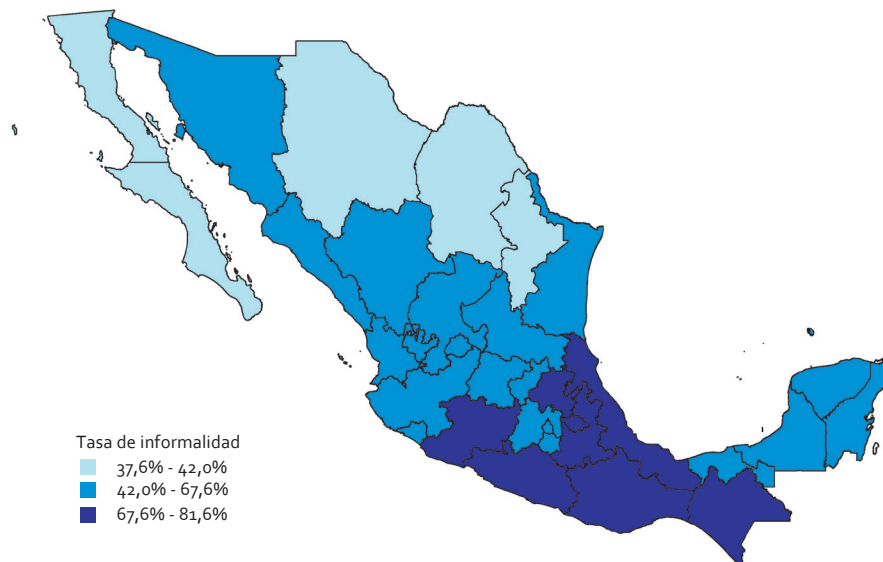 Tasa de informalidad
37,6% - 42,0%
42,0% - 67,6%
67,6% - 81,6%